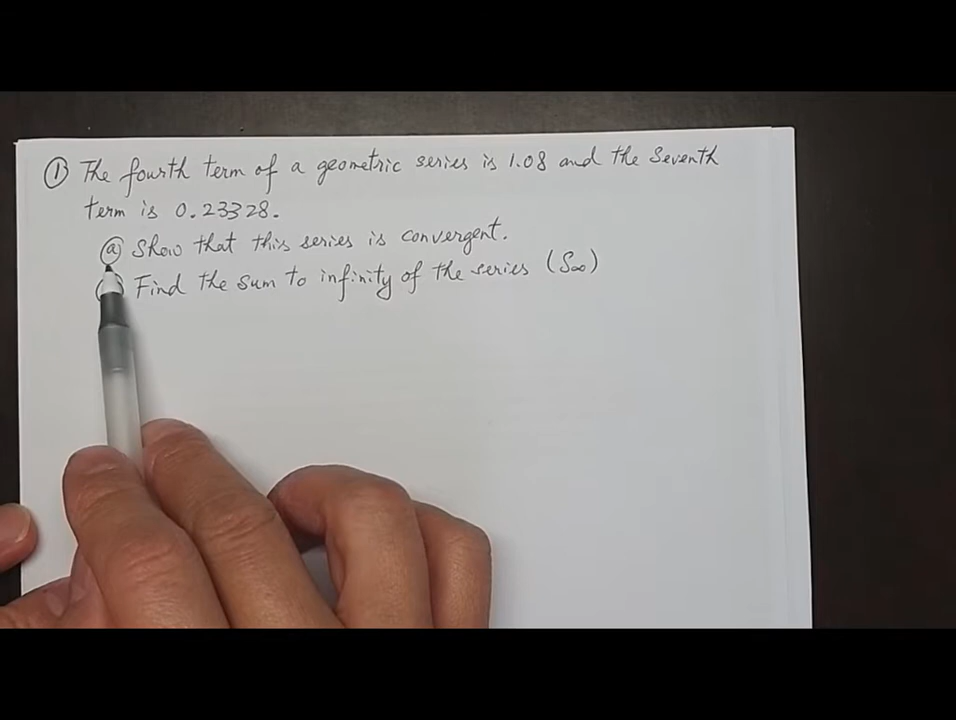 ① The fourth term of a geometric series is 1.08 and the Seventh
term is 0.23328.
ⓐ Show that this series is convergent.
Find the sum to infinity of the series (S∞)